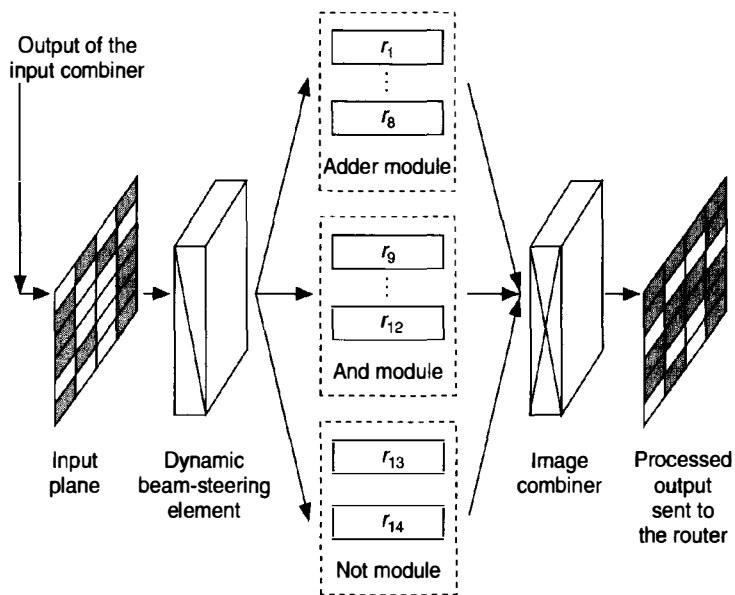 Output of the
input combiner
r1
r8
Adder module
r9
r12
And module
r13
r14
Not module
Input
plane
Dynamic
beam-steering
element
Image
combiner
Processed
output
sent to
the router